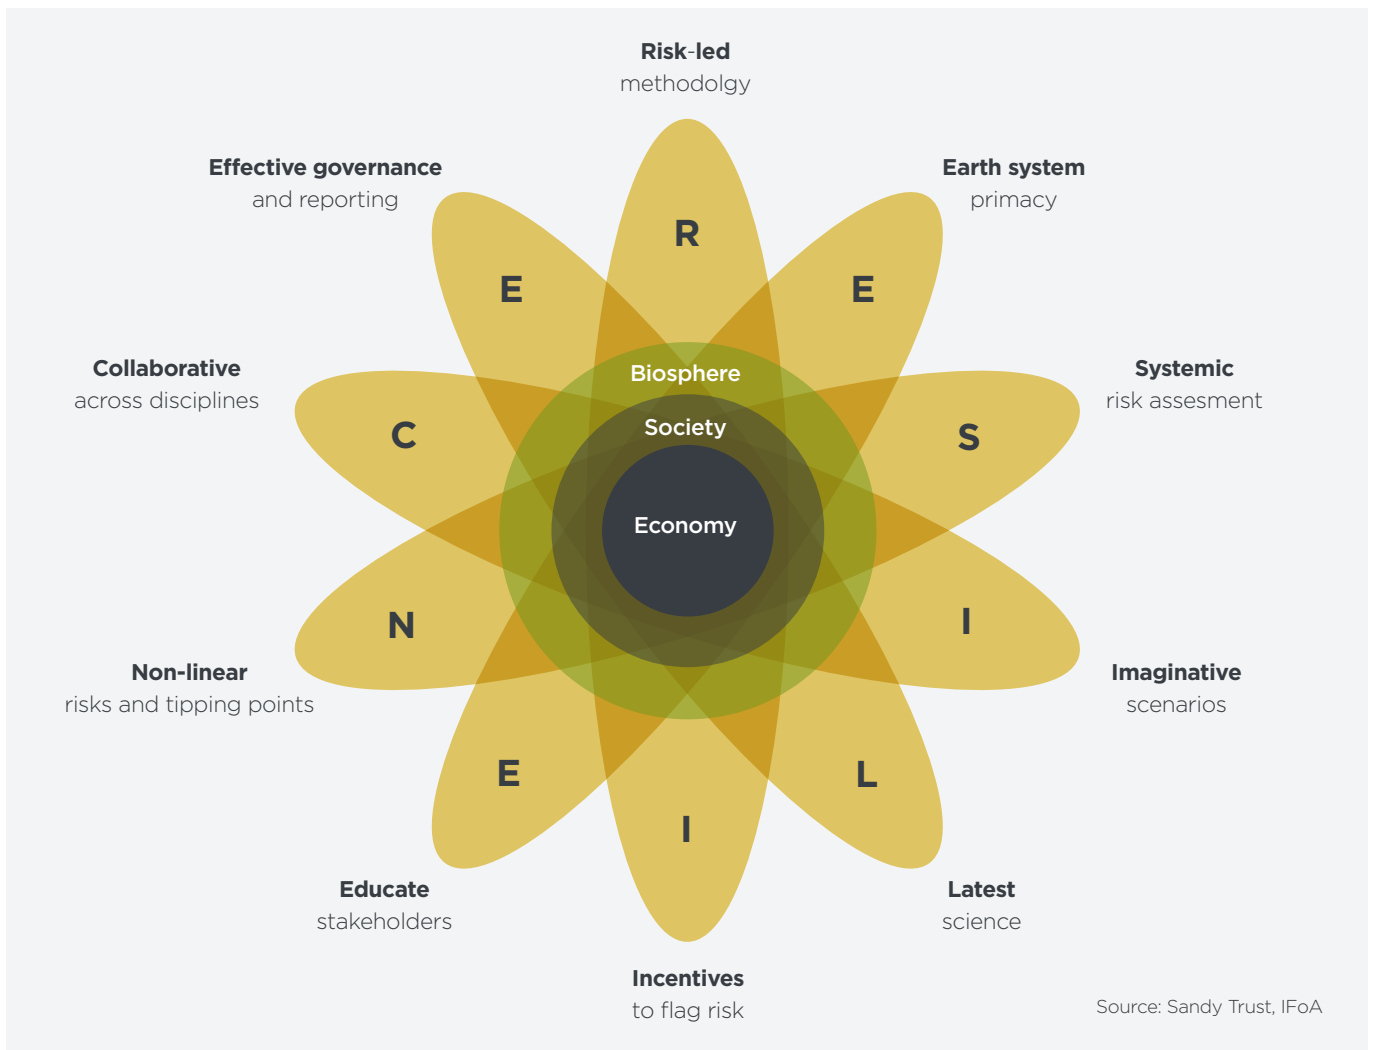 Risk-led
methodolgy
Effective governance
and reporting
Earth system
primacy
R
E
E
Collaborative
across disciplines
Biosphere
Systemic
risk assesment
Society
C
S
Economy
N
I
Non-linear
risks and tipping points
Imaginative
scenarios
E
L
I
Educate
stakeholders
Latest
science
Incentives
to flag risk
Source: Sandy Trust, IFoA